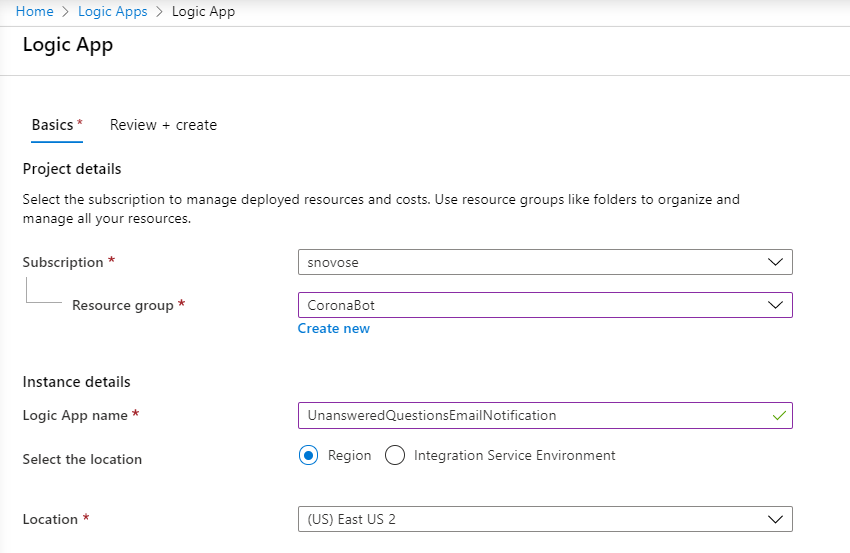 Home > Logic Apps > Logic App
Logic App
Basics * Review + create
Project details
Select the subscription to manage deployed resources and costs. Use resource groups like folders to organize and
manage all your resources.
Subscription * snovose
Resource group * CoronaBot
Create new
Instance details
Logic App name * UnansweredQuestionsEmailNotification
Select the location Region Integration Service Environment
Location * (US) East US 2